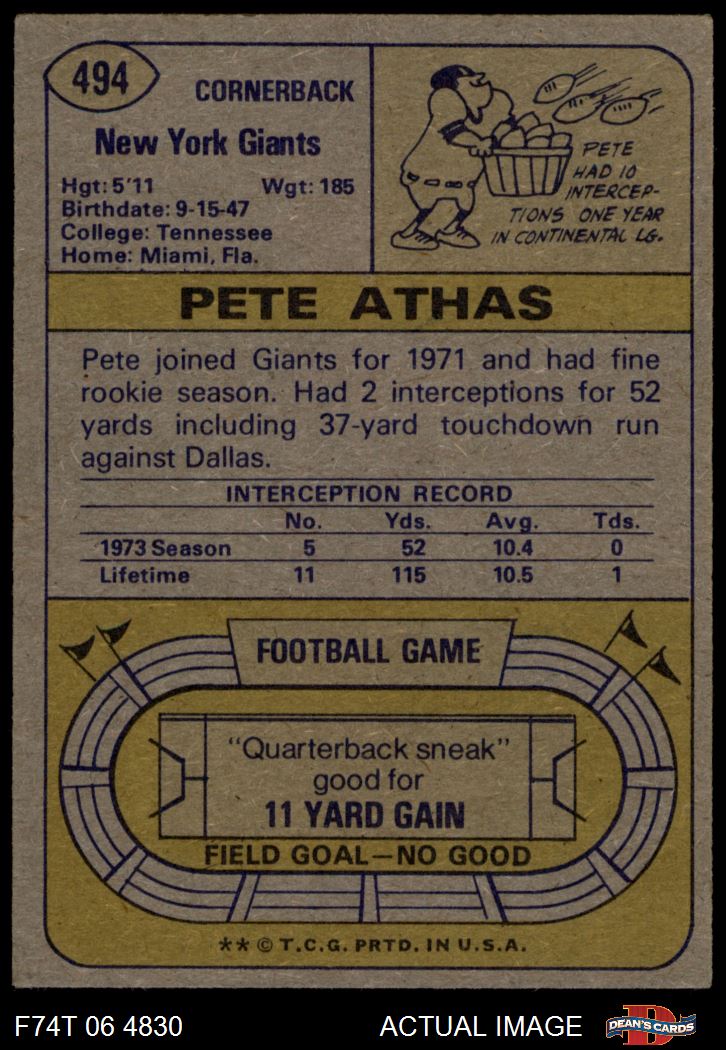 494
CORNERBACK
New York Giants
Hgt: 5'11 Wgt: 185
Birthdate: 9-15-47
College: Tennessee
Home: Miami, Fla.
PETE
HAD 10
INTERCEP-
TIONS ONE YEAR
IN CONTINENTAL LG.
PETE ATHAS
Pete joined Giants for 1971 and had fine
rookie season. Had 2 interceptions for 52
yards including 37-yard touchdown run
against Dallas.
INTERCEPTION RECORD
No. Yds. Avg. Tds.
1973 Season 5 52 10.4 0
Lifetime 11 115 10.5 1
FOOTBALL GAME
"Quarterback sneak"
good for
11 YARD GAIN
FIELD GOAL—NO GOOD
** © T.C.G. PRTD. IN U.S.A.
F74T 06 4830 ACTUAL IMAGE
D
DEAN'S CARDS